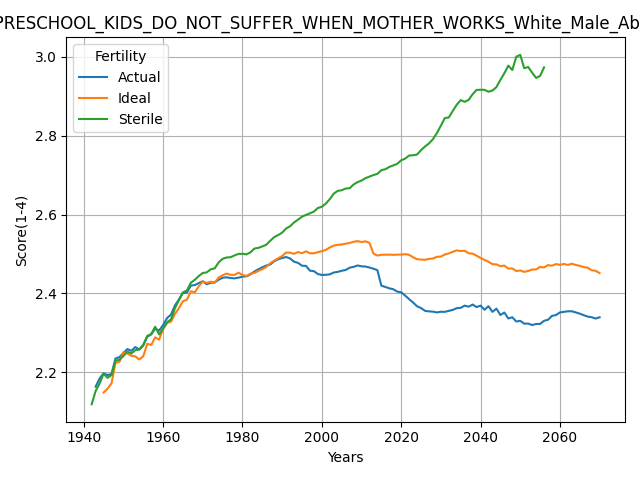 PRESCHOOL_KIDS_DO_NOT_SUFFER_WHEN_MOTHER_WORKS_White_Male_Ab
Fertility
Actual
Ideal
Sterile
Score(1-4)
3.0
2.8
2.6
2.4
2.2
1940 1960 1980 2000 2020 2040 2060
Years